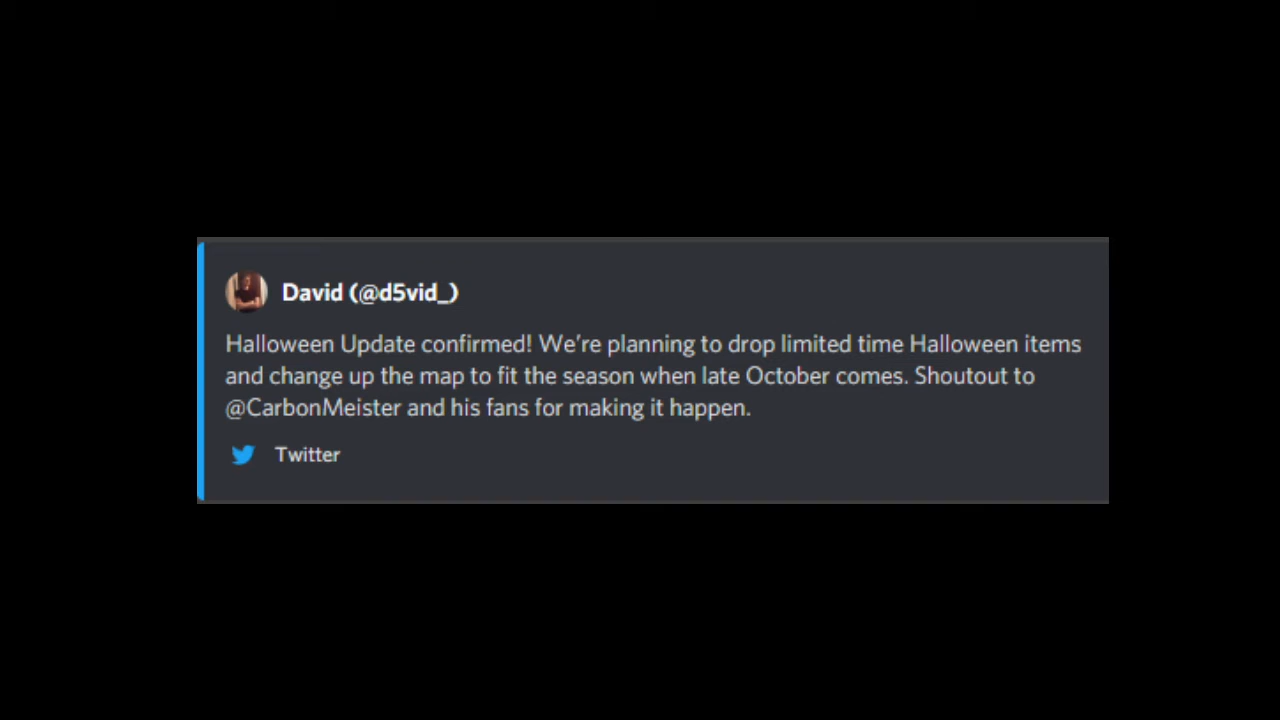 David (@d5vid_)
Halloween Update confirmed! We’re planning to drop limited time Halloween items
and change up the map to fit the season when late October comes. Shoutout to
@CarbonMeister and his fans for making it happen.
Twitter